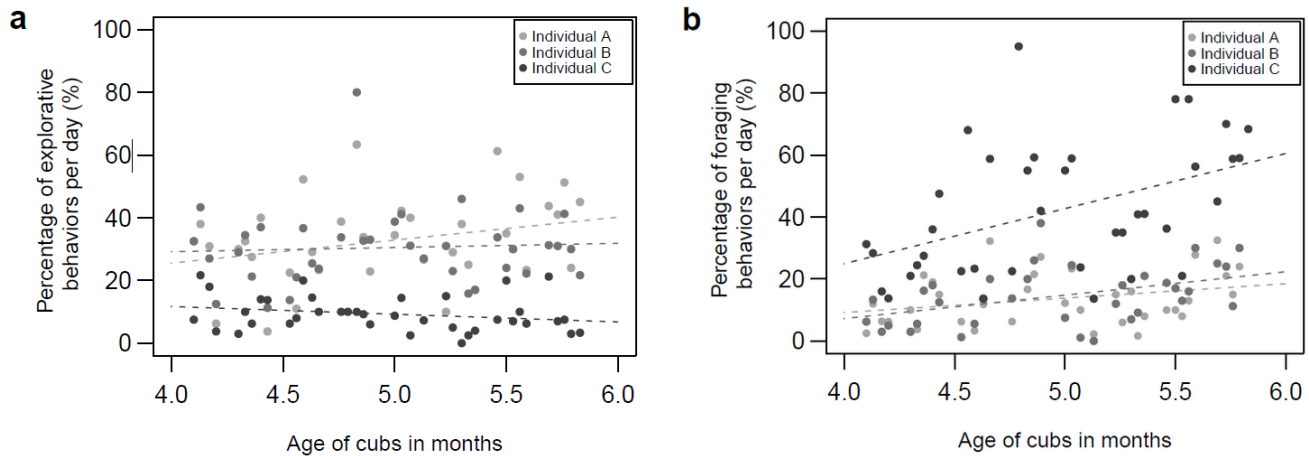 a
Percentage of explorative
behaviors per day (%)
100
80
60
40
20
0
4.0
4.5
5.0
5.5
6.0
Age of cubs in months
Individual A
Individual B
Individual C
b
Percentage of foraging
behaviors per day (%)
100
80
60
40
20
0
4.0
4.5
5.0
5.5
6.0
Age of cubs in months
Individual A
Individual B
Individual C